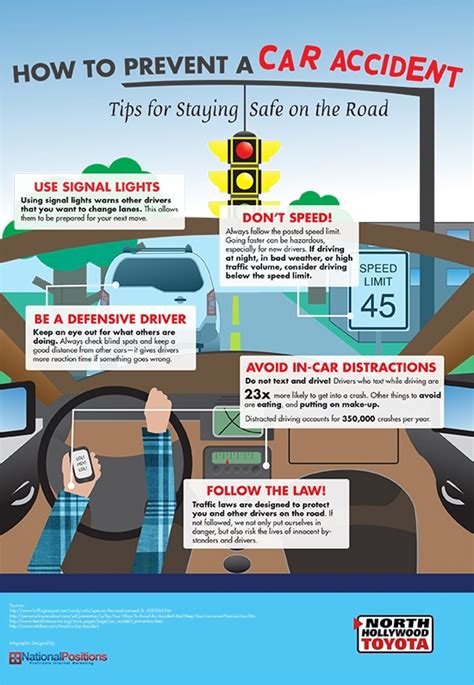 HOW TO PREVENT A CAR ACCIDENT
Tips for Staying Safe on the Road
USE SIGNAL LIGHTS
Using signal lights warns other drivers
that you want to change lanes. This allows
them to be prepared for your next move.
DON'T SPEED!
Always follow the posted speed limit.
Going faster can be hazardous,
especially for new drivers. If driving
at night, in bad weather, or high
traffic volume, consider driving
below the speed limit.
SPEED
LIMIT
45
BE A DEFENSIVE DRIVER
Keep an eye out for what others are
doing. Always check blind spots and keep a
good distance from other cars—it gives drivers
more reaction time if something goes wrong.
AVOID IN-CAR DISTRACTIONS
Do not text and drive! Drivers who text while driving are
23x more likely to get into a crash. Other things to avoid
are eating, and putting on make-up.
Distracted driving accounts for 350,000 crashes per year.
FOLLOW THE LAW!
Traffic laws are designed to protect
you and other drivers on the road. If
not followed, we not only put ourselves in
danger, but also risk the lives of innocent by-
standers and drivers.
Sources:
Infographic Designed by:
NationalPositions
Profitable Internet Marketing
NORTH
HOLLYWOOD
TOYOTA